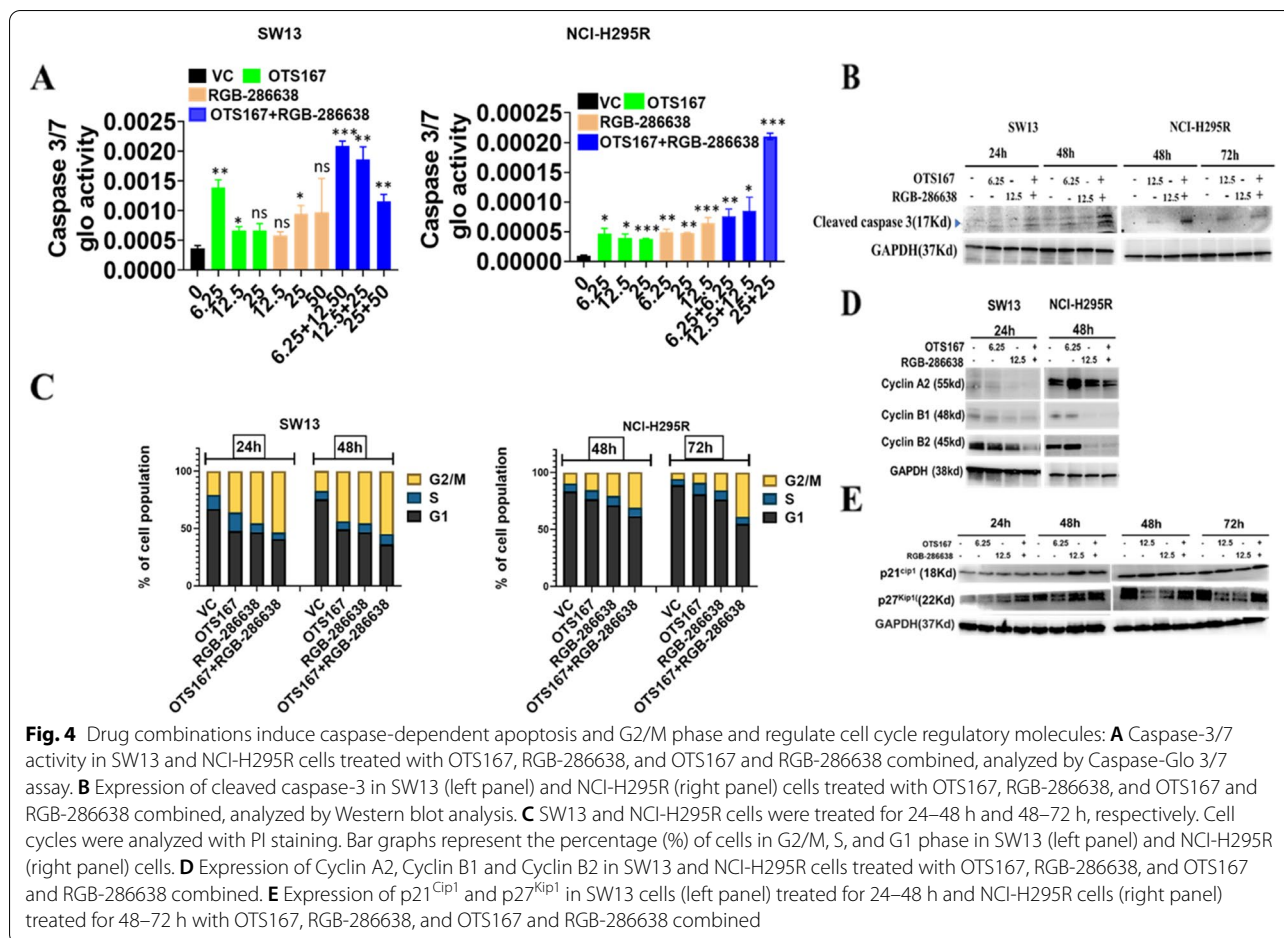 SW13
NCI-H295R
A
VC OTS167
RGB-286638
OTS167+RGB-286638
Caspase 3/7
glo activity
0.0025
0.0020
0.0015
0.0010
0.0005
0.0000
** * ns ns * ns *** ** **
0 6.25 12.5 25 12.5 25 50 6.25+12.50 12.5+25 25+50
VC OTS167
RGB-286638
OTS167+RGB-286638
Caspase 3/7
glo activity
0.00025
0.00020
0.00015
0.00010
0.00005
0.00000
* * *** ** ** *** ** * ***
0 6.25 12.5 25 6.25 25 12.5 6.25+6.25 12.5+12.5 25+25
B
SW13 NCI-H295R
24h 48h 48h 72h
OTS167 - 6.25 - + - 6.25 - + - 12.5 - + - 12.5 - +
RGB-286638 - - 12.5 + - - 12.5 + - - 12.5 + - - 12.5 +
Cleaved caspase 3(17Kd)
GAPDH(37Kd)
C
SW13
24h 48h
% of cell population
100
50
0
G2/M
S
G1
VC OTS167 RGB-286638 OTS167+RGB-286638 VC OTS167 RGB-286638 OTS167+RGB-286638
NCI-H295R
48h 72h
% of cell population
100
50
0
G2/M
S
G1
VC OTS167 RGB-286638 OTS167+RGB-286638 VC OTS167 RGB-286638 OTS167+RGB-286638
D
SW13 NCI-H295R
24h 48h
OTS167 - 6.25 - + - 6.25 - +
RGB-286638 - - 12.5 + - - 12.5 +
Cyclin A2 (55kd)
Cyclin B1 (48kd)
Cyclin B2 (45kd)
GAPDH (38kd)
E
24h 48h 48h 72h
OTS167 - 6.25 - + - 6.25 - + - 12.5 - + - 12.5 - +
RGB-286638 - - 12.5 + - - 12.5 + - - 12.5 + - - 12.5 +
p21cip1 (18Kd)
p27Kip1(22Kd)
GAPDH(37Kd)
Fig. 4 Drug combinations induce caspase-dependent apoptosis and G2/M phase and regulate cell cycle regulatory molecules: A Caspase-3/7
activity in SW13 and NCI-H295R cells treated with OTS167, RGB-286638, and OTS167 and RGB-286638 combined, analyzed by Caspase-Glo 3/7
assay. B Expression of cleaved caspase-3 in SW13 (left panel) and NCI-H295R (right panel) cells treated with OTS167, RGB-286638, and OTS167 and
RGB-286638 combined, analyzed by Western blot analysis. C SW13 and NCI-H295R cells were treated for 24–48 h and 48–72 h, respectively. Cell
cycles were analyzed with PI staining. Bar graphs represent the percentage (%) of cells in G2/M, S, and G1 phase in SW13 (left panel) and NCI-H295R
(right panel) cells. D Expression of Cyclin A2, Cyclin B1 and Cyclin B2 in SW13 and NCI-H295R cells treated with OTS167, RGB-286638, and OTS167
and RGB-286638 combined. E Expression of p21Cip1 and p27Kip1 in SW13 cells (left panel) treated for 24–48 h and NCI-H295R cells (right panel)
treated for 48–72 h with OTS167, RGB-286638, and OTS167 and RGB-286638 combined